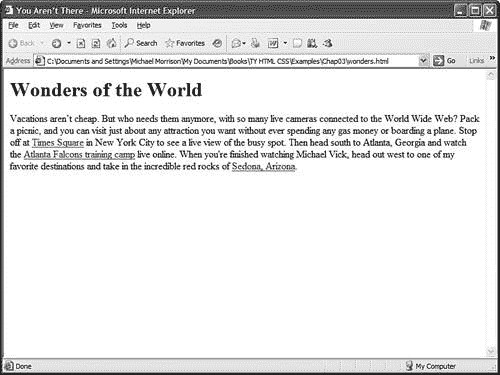 You Aren't There - Microsoft Internet Explorer
File Edit View Favorites Tools Help
Back Search Favorites
Address C:\Documents and Settings\Michael Morrison\My Documents\Books\TY HTML CSS\Examples\Chap03\wonders.html Go Links »
Wonders of the World
Vacations aren't cheap. But who needs them anymore, with so many live cameras connected to the World Wide Web? Pack
a picnic, and you can visit just about any attraction you want without ever spending any gas money or boarding a plane. Stop
off at Times Square in New York City to see a live view of the busy spot. Then head south to Atlanta, Georgia and watch
the Atlanta Falcons training camp live online. When you're finished watching Michael Vick, head out west to one of my
favorite destinations and take in the incredible red rocks of Sedona, Arizona.
Done My Computer